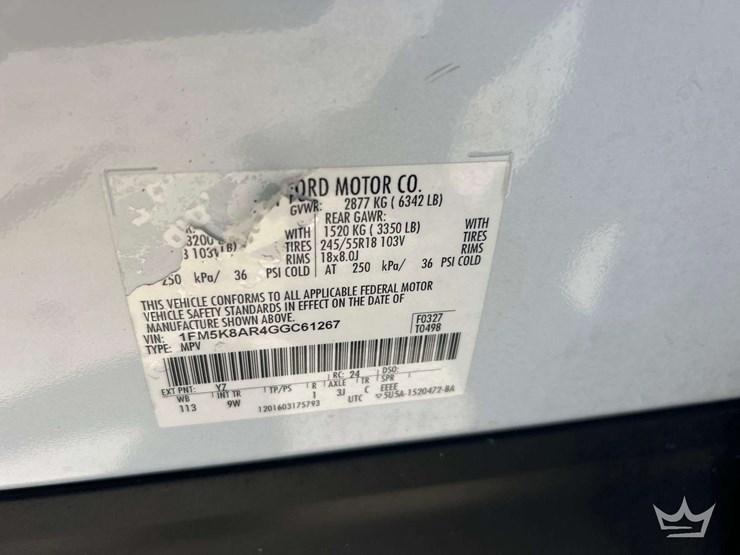 FORD MOTOR CO.
GVWR: 2877 KG ( 6342 LB)
REAR GAWR:
3200 WITH 1520 KG ( 3350 LB) WITH
103V TIRES 245/55R18 103V TIRES
RIMS 18x8.0J RIMS
250 kPa/ 36 PSI COLD AT 250 kPa/ 36 PSI COLD
THIS VEHICLE CONFORMS TO ALL APPLICABLE FEDERAL MOTOR
VEHICLE SAFETY STANDARDS IN EFFECT ON THE DATE OF
MANUFACTURE SHOWN ABOVE.
VIN: 1FM5K8AR4GGC61267 F0327
TYPE: MPV T0498
EXT PNT: Y7 RC: 24 DSO:
WB INT TR TP/PS R AXLE TR SPR
113 9W 1 3J C EEEE
1201603175793 UTC 5USA-1520472-BA